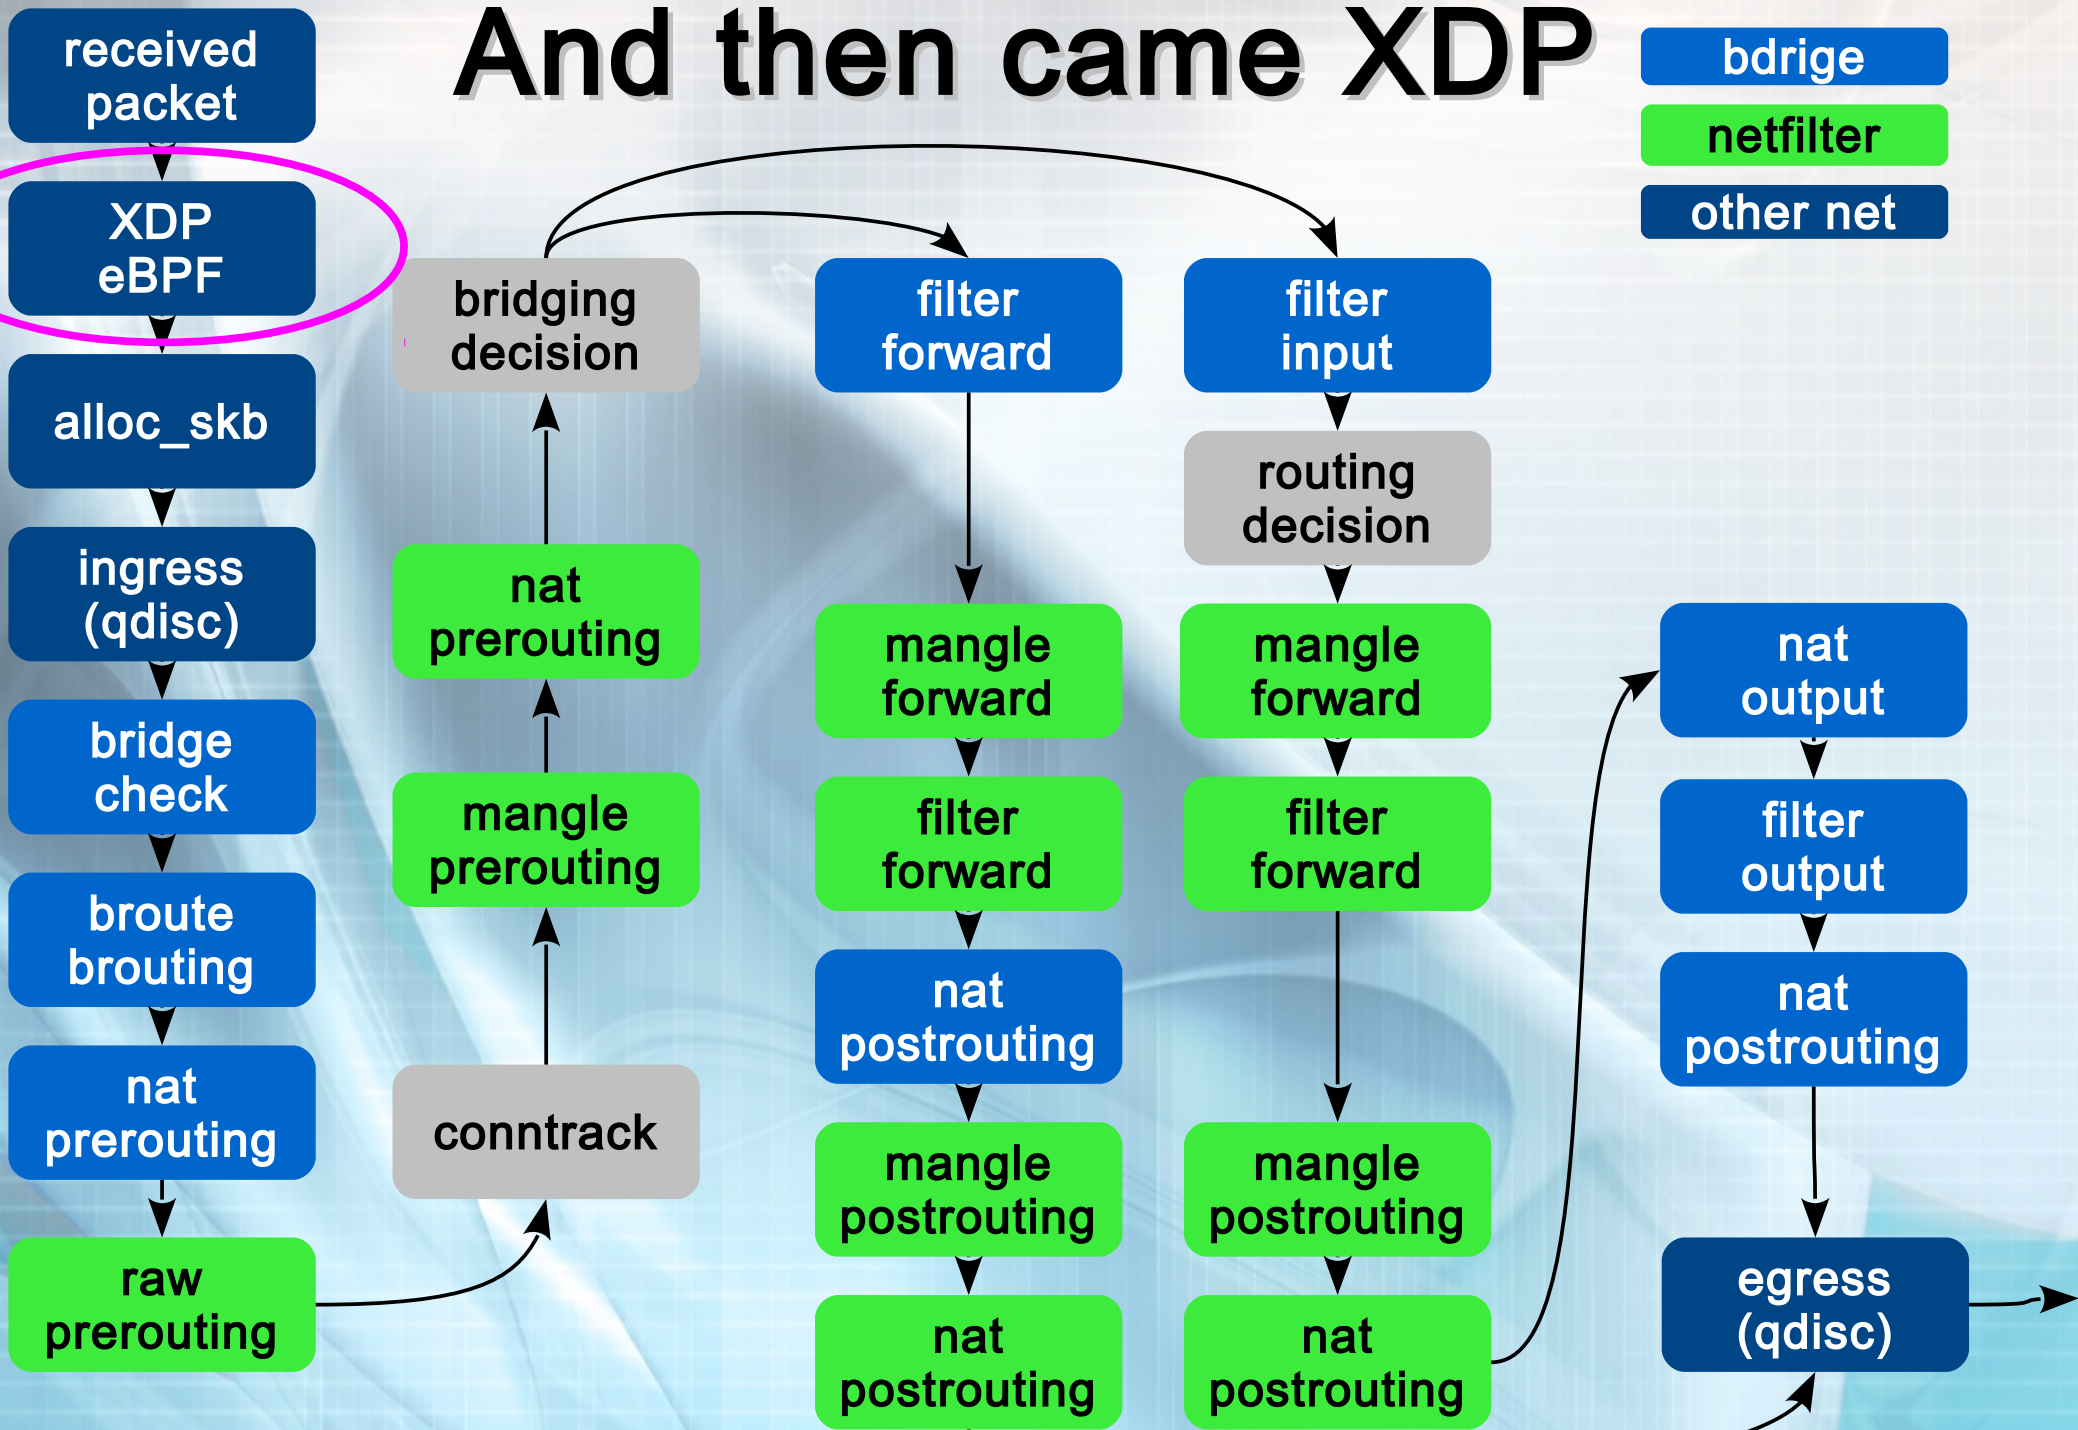 And then came XDP
received
packet
XDP
eBPF
alloc_skb
ingress
(qdisc)
bridge
check
broute
brouting
nat
prerouting
raw
prerouting
bridging
decision
nat
prerouting
mangle
prerouting
conntrack
filter
forward
mangle
forward
filter
forward
nat
postrouting
mangle
postrouting
nat
postrouting
filter
input
routing
decision
mangle
forward
filter
forward
mangle
postrouting
nat
postrouting
bdrige
netfilter
other net
nat
output
filter
output
nat
postrouting
egress
(qdisc)